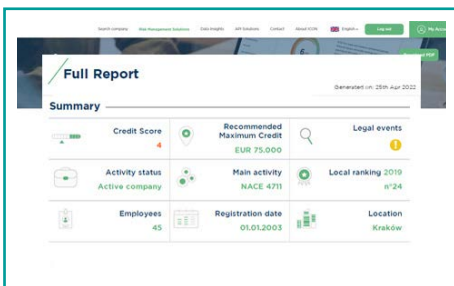 Search company Risk Management Solutions Data Insights API Solutions Contact About ICON English Log out My Account
Full Report
Generated on: 25th Apr 2022
Summary
Credit Score
4
Recommended
Maximum Credit
EUR 75.000
Legal events
Activity status
Active company
Main activity
NACE 4711
Local ranking 2019
n°24
Employees
45
Registration date
01.01.2003
Location
Kraków